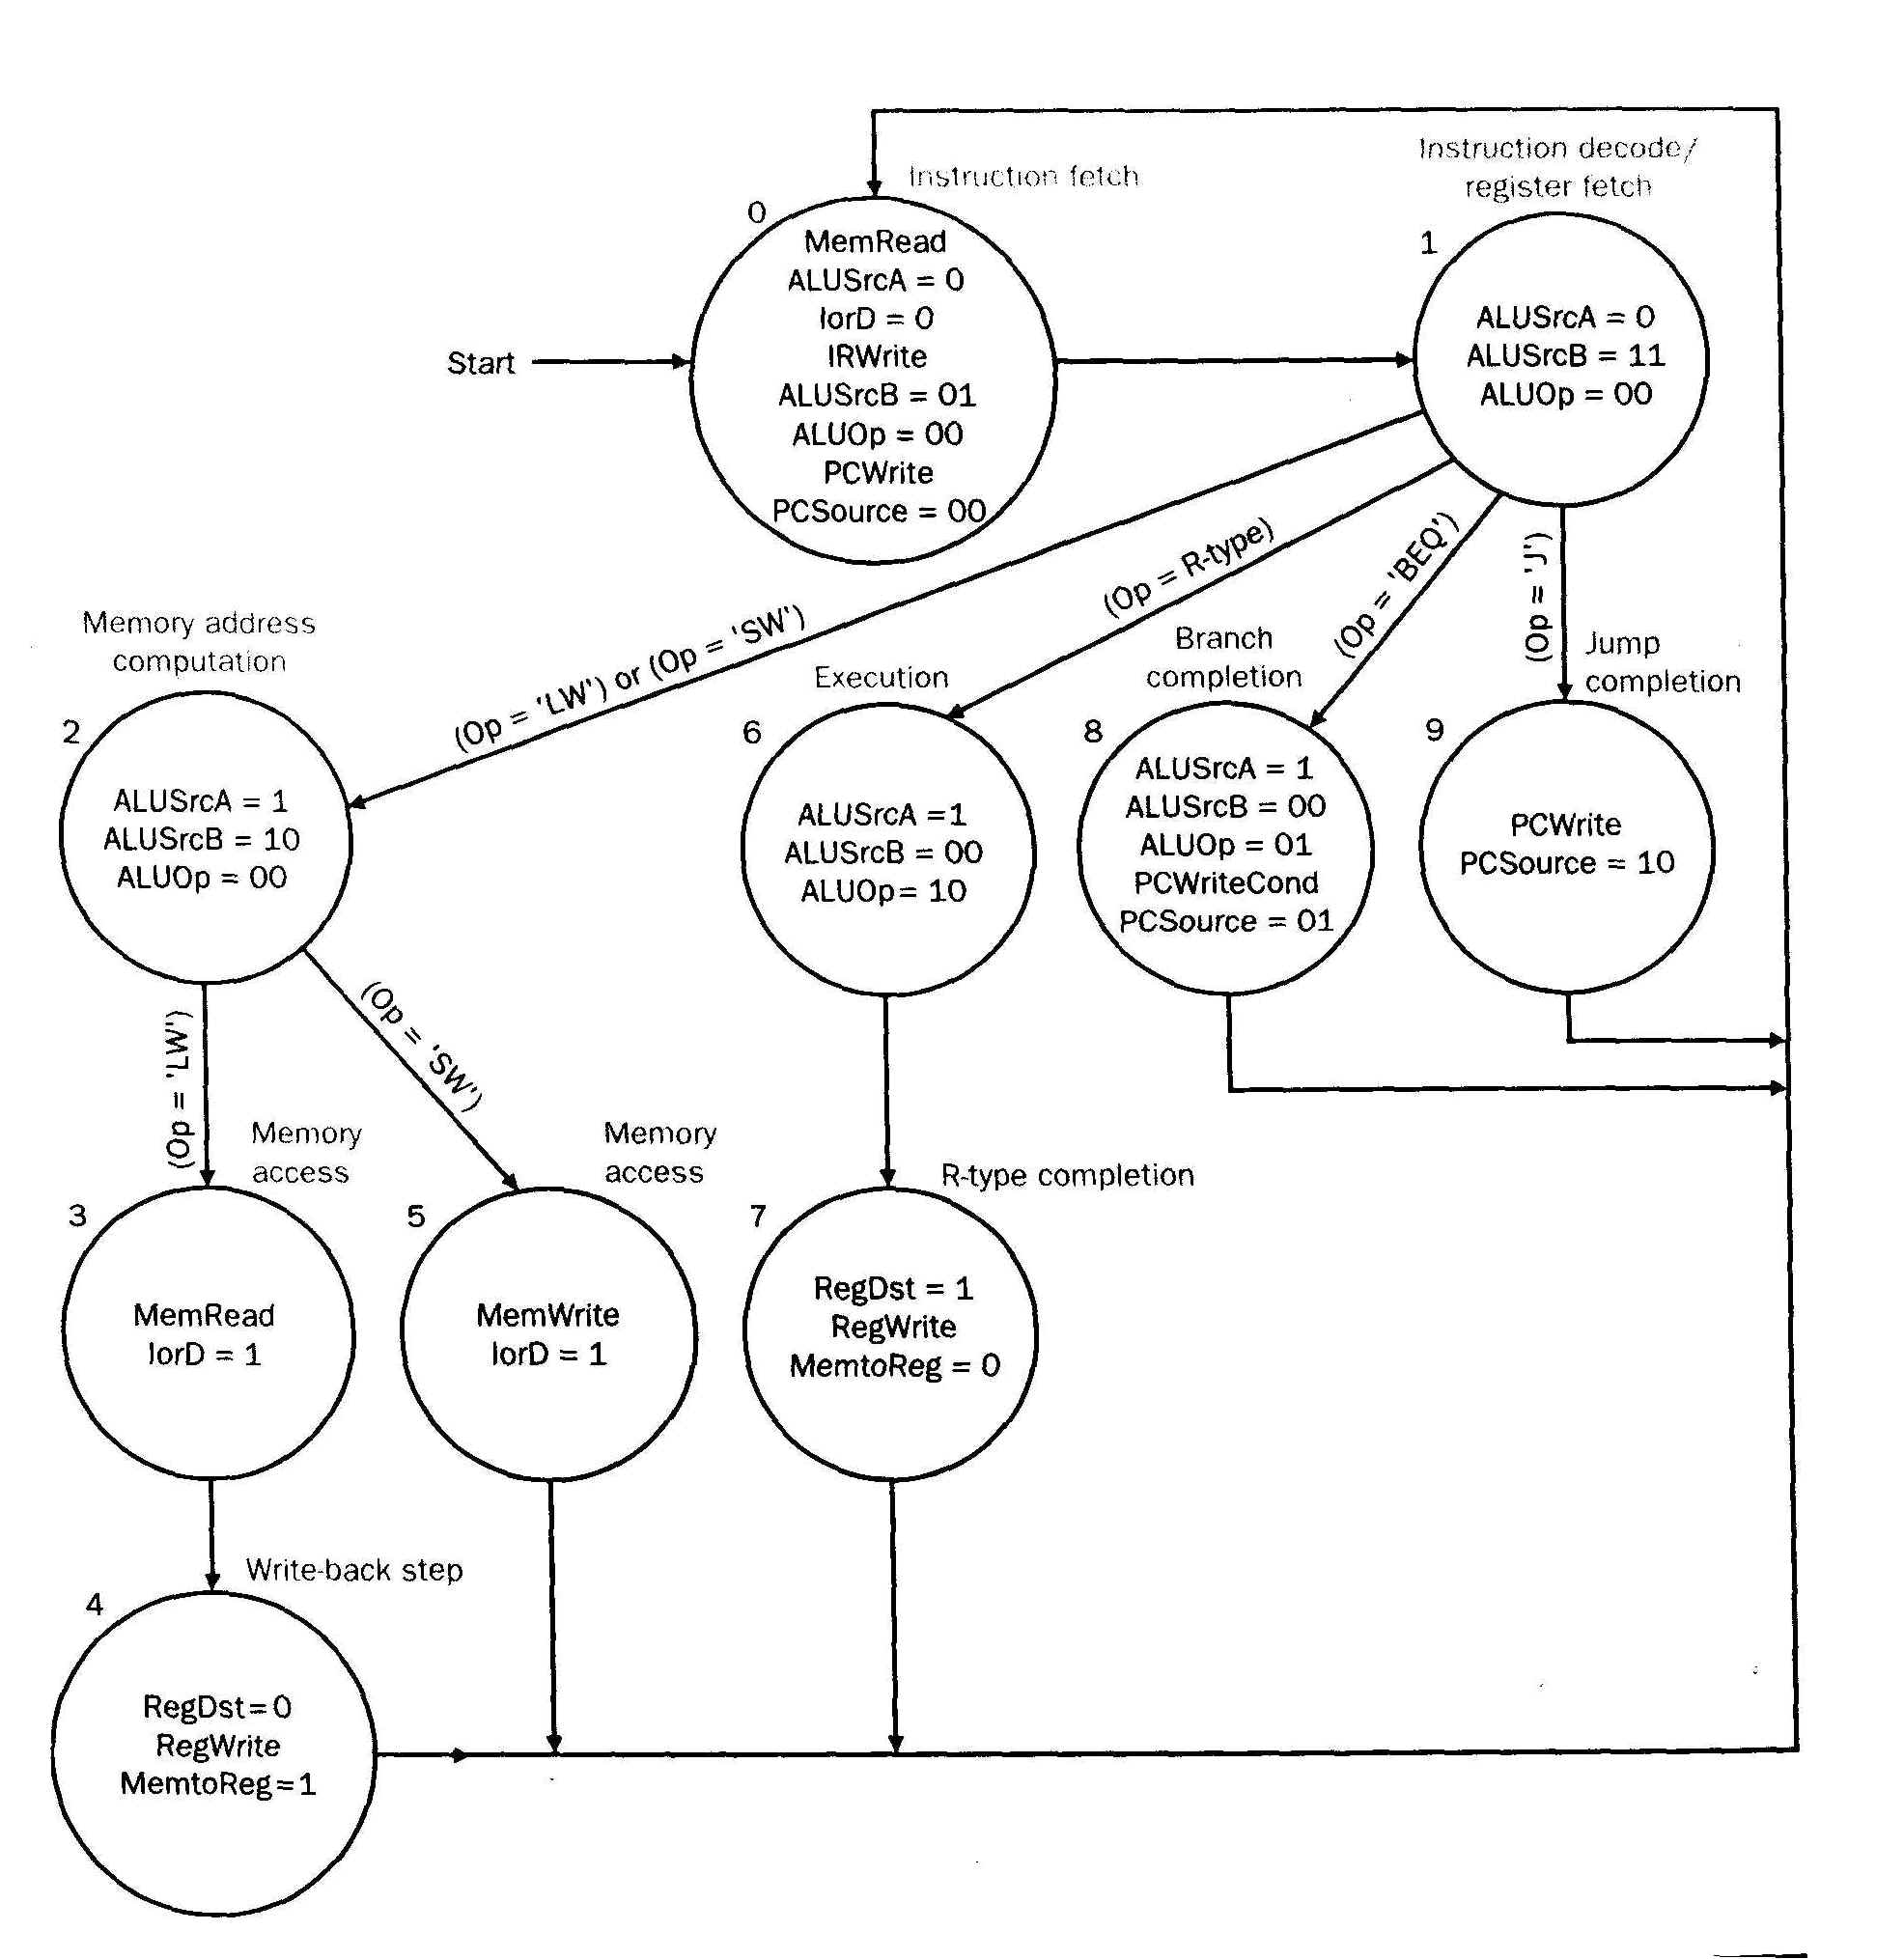 Instruction fetch
0
MemRead
ALUSrcA = 0
IorD = 0
IRWrite
ALUSrcB = 01
ALUOp = 00
PCWrite
PCSource = 00
Start
Instruction decode/
register fetch
1
ALUSrcA = 0
ALUSrcB = 11
ALUOp = 00
(Op = 'LW') or (Op = 'SW')
(Op = R-type)
(Op = 'BEQ')
(Op = 'J')
Memory address
computation
2
ALUSrcA = 1
ALUSrcB = 10
ALUOp = 00
Execution
6
ALUSrcA =1
ALUSrcB = 00
ALUOp= 10
Branch
completion
8
ALUSrcA = 1
ALUSrcB = 00
ALUOp = 01
PCWriteCond
PCSource = 01
Jump
completion
9
PCWrite
PCSource = 10
(Op = 'LW')
(Op = 'SW')
Memory
access
3
MemRead
IorD = 1
Memory
access
5
MemWrite
IorD = 1
R-type completion
7
RegDst = 1
RegWrite
MemtoReg = 0
Write-back step
4
RegDst=0
RegWrite
MemtoReg=1